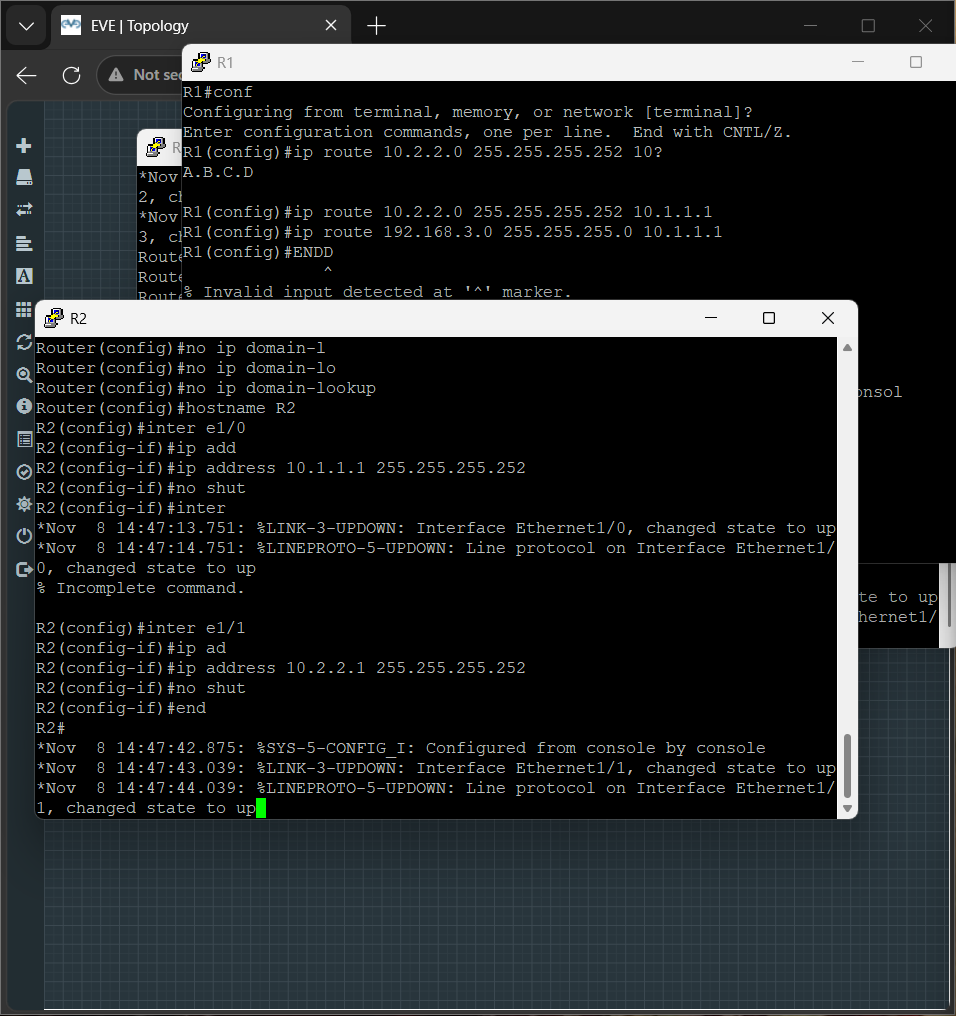 EVE | Topology
Not sec
R1
R1#conf
Configuring from terminal, memory, or network [terminal]?
Enter configuration commands, one per line.  End with CNTL/Z.
R1(config)#ip route 10.2.2.0 255.255.255.252 10?
A.B.C.D
R1(config)#ip route 10.2.2.0 255.255.255.252 10.1.1.1
R1(config)#ip route 192.168.3.0 255.255.255.0 10.1.1.1
R1(config)#ENDD
^
% Invalid input detected at '^' marker.
R
*Nov
2, ch
*Nov
3, ch
Route
Route
Route
onsol
te to up
hernet1/
R2
Router(config)#no ip domain-l
Router(config)#no ip domain-lo
Router(config)#no ip domain-lookup
Router(config)#hostname R2
R2(config)#inter e1/0
R2(config-if)#ip add
R2(config-if)#ip address 10.1.1.1 255.255.255.252
R2(config-if)#no shut
R2(config-if)#inter
*Nov  8 14:47:13.751: %LINK-3-UPDOWN: Interface Ethernet1/0, changed state to up
*Nov  8 14:47:14.751: %LINEPROTO-5-UPDOWN: Line protocol on Interface Ethernet1/
0, changed state to up
% Incomplete command.
R2(config)#inter e1/1
R2(config-if)#ip ad
R2(config-if)#ip address 10.2.2.1 255.255.255.252
R2(config-if)#no shut
R2(config-if)#end
R2#
*Nov  8 14:47:42.875: %SYS-5-CONFIG_I: Configured from console by console
*Nov  8 14:47:43.039: %LINK-3-UPDOWN: Interface Ethernet1/1, changed state to up
*Nov  8 14:47:44.039: %LINEPROTO-5-UPDOWN: Line protocol on Interface Ethernet1/
1, changed state to up